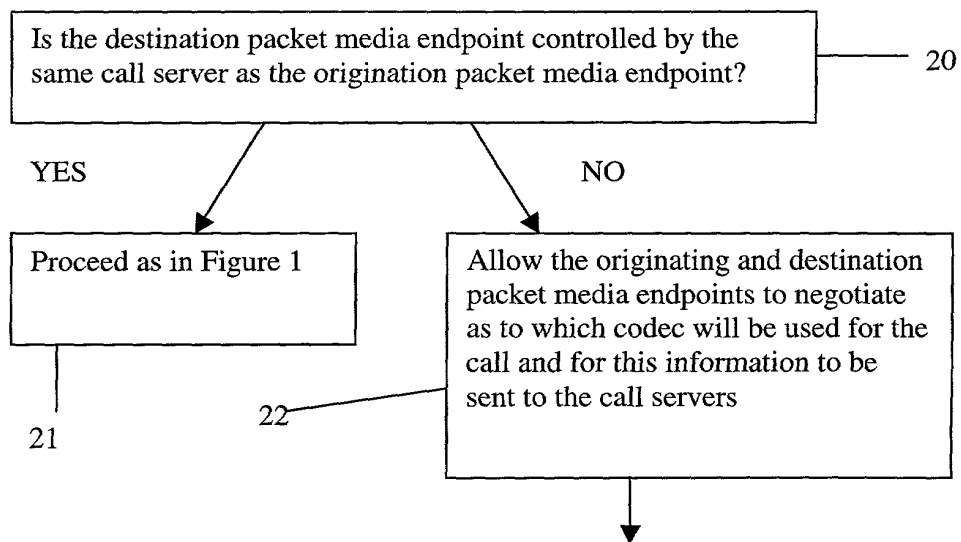 Is the destination packet media endpoint controlled by the
same call server as the origination packet media endpoint?
20
YES
NO
Proceed as in Figure 1
Allow the originating and destination
packet media endpoints to negotiate
as to which codec will be used for the
call and for this information to be
sent to the call servers
22
21